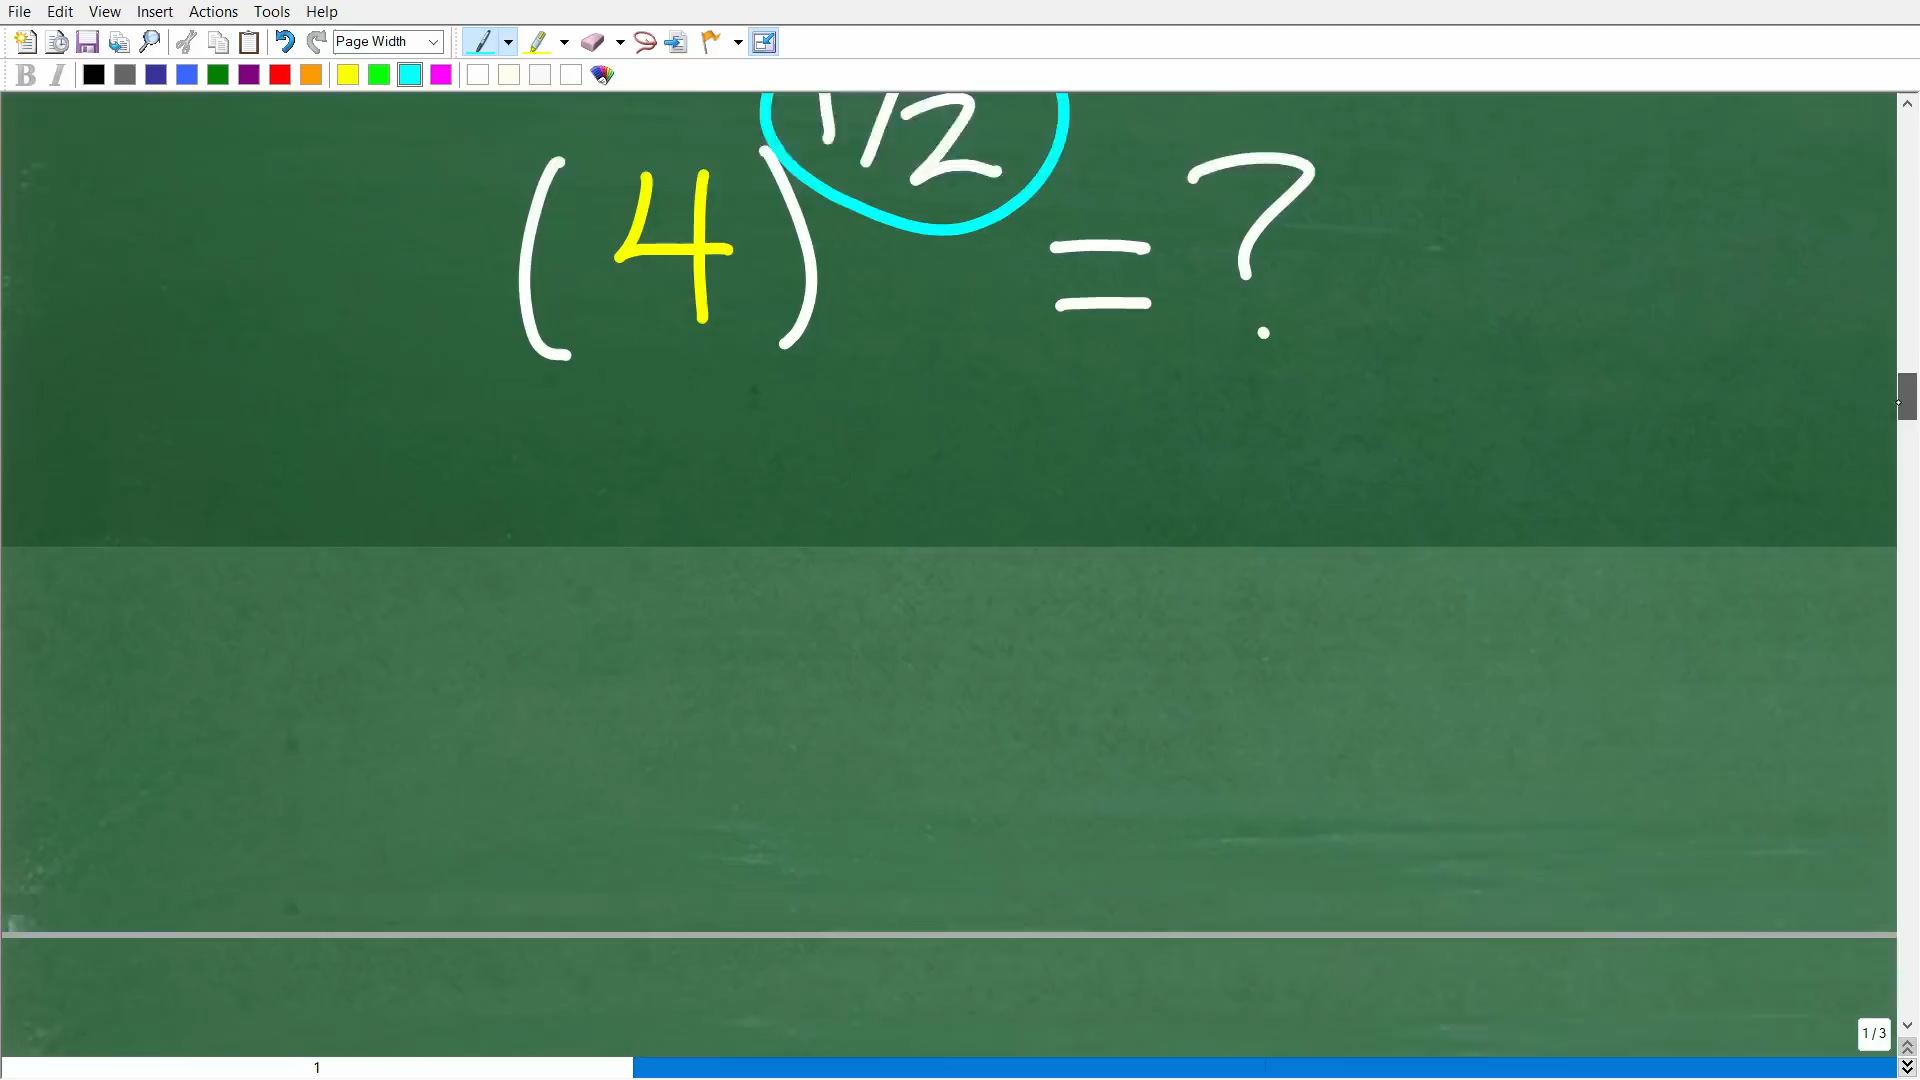 File Edit View Insert Actions Tools Help
Page Width
B I
1/2
(4) = ?
1 / 3
1